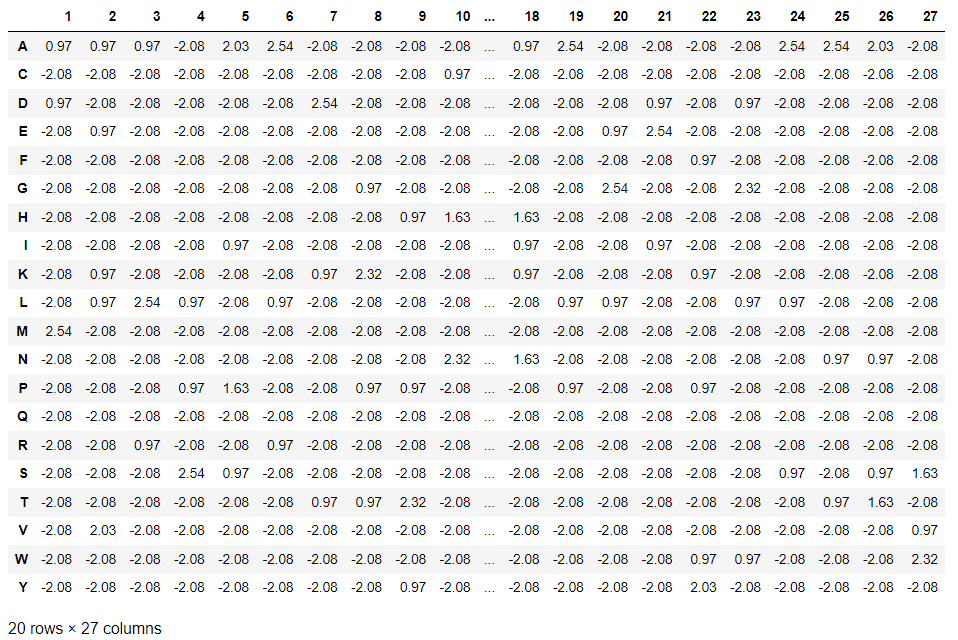 1 2 3 4 5 6 7 8 9 10 ... 18 19 20 21 22 23 24 25 26 27
A 0.97 0.97 0.97 -2.08 2.03 2.54 -2.08 -2.08 -2.08 -2.08 ... 0.97 2.54 -2.08 -2.08 -2.08 -2.08 2.54 2.54 2.03 -2.08
C -2.08 -2.08 -2.08 -2.08 -2.08 -2.08 -2.08 -2.08 -2.08 0.97 ... -2.08 -2.08 -2.08 -2.08 -2.08 -2.08 -2.08 -2.08 -2.08 -2.08
D 0.97 -2.08 -2.08 -2.08 -2.08 -2.08 2.54 -2.08 -2.08 -2.08 ... -2.08 -2.08 -2.08 0.97 -2.08 0.97 -2.08 -2.08 -2.08 -2.08
E -2.08 0.97 -2.08 -2.08 -2.08 -2.08 -2.08 -2.08 -2.08 -2.08 ... -2.08 -2.08 0.97 2.54 -2.08 -2.08 -2.08 -2.08 -2.08 -2.08
F -2.08 -2.08 -2.08 -2.08 -2.08 -2.08 -2.08 -2.08 -2.08 -2.08 ... -2.08 -2.08 -2.08 -2.08 0.97 -2.08 -2.08 -2.08 -2.08 -2.08
G -2.08 -2.08 -2.08 -2.08 -2.08 -2.08 -2.08 0.97 -2.08 -2.08 ... -2.08 -2.08 2.54 -2.08 -2.08 2.32 -2.08 -2.08 -2.08 -2.08
H -2.08 -2.08 -2.08 -2.08 -2.08 -2.08 -2.08 -2.08 0.97 1.63 ... 1.63 -2.08 -2.08 -2.08 -2.08 -2.08 -2.08 -2.08 -2.08 -2.08
I -2.08 -2.08 -2.08 -2.08 0.97 -2.08 -2.08 -2.08 -2.08 -2.08 ... 0.97 -2.08 -2.08 0.97 -2.08 -2.08 -2.08 -2.08 -2.08 -2.08
K -2.08 0.97 -2.08 -2.08 -2.08 -2.08 0.97 2.32 -2.08 -2.08 ... 0.97 -2.08 -2.08 -2.08 0.97 -2.08 -2.08 -2.08 -2.08 -2.08
L -2.08 0.97 2.54 0.97 -2.08 0.97 -2.08 -2.08 -2.08 -2.08 ... -2.08 0.97 0.97 -2.08 -2.08 0.97 0.97 -2.08 -2.08 -2.08
M 2.54 -2.08 -2.08 -2.08 -2.08 -2.08 -2.08 -2.08 -2.08 -2.08 ... -2.08 -2.08 -2.08 -2.08 -2.08 -2.08 -2.08 -2.08 -2.08 -2.08
N -2.08 -2.08 -2.08 -2.08 -2.08 -2.08 -2.08 -2.08 -2.08 2.32 ... 1.63 -2.08 -2.08 -2.08 -2.08 -2.08 -2.08 0.97 0.97 -2.08
P -2.08 -2.08 -2.08 0.97 1.63 -2.08 -2.08 0.97 0.97 -2.08 ... -2.08 0.97 -2.08 -2.08 0.97 -2.08 -2.08 -2.08 -2.08 -2.08
Q -2.08 -2.08 -2.08 -2.08 -2.08 -2.08 -2.08 -2.08 -2.08 -2.08 ... -2.08 -2.08 -2.08 -2.08 -2.08 -2.08 -2.08 -2.08 -2.08 -2.08
R -2.08 -2.08 0.97 -2.08 -2.08 0.97 -2.08 -2.08 -2.08 -2.08 ... -2.08 -2.08 -2.08 -2.08 -2.08 -2.08 -2.08 -2.08 -2.08 -2.08
S -2.08 -2.08 -2.08 2.54 0.97 -2.08 -2.08 -2.08 -2.08 -2.08 ... -2.08 -2.08 -2.08 -2.08 -2.08 -2.08 0.97 -2.08 0.97 1.63
T -2.08 -2.08 -2.08 -2.08 -2.08 -2.08 0.97 0.97 2.32 -2.08 ... -2.08 -2.08 -2.08 -2.08 -2.08 -2.08 -2.08 0.97 1.63 -2.08
V -2.08 2.03 -2.08 -2.08 -2.08 -2.08 -2.08 -2.08 -2.08 -2.08 ... -2.08 -2.08 -2.08 -2.08 -2.08 -2.08 -2.08 -2.08 -2.08 0.97
W -2.08 -2.08 -2.08 -2.08 -2.08 -2.08 -2.08 -2.08 -2.08 -2.08 ... -2.08 -2.08 -2.08 -2.08 0.97 0.97 -2.08 -2.08 -2.08 2.32
Y -2.08 -2.08 -2.08 -2.08 -2.08 -2.08 -2.08 -2.08 0.97 -2.08 ... -2.08 -2.08 -2.08 -2.08 2.03 -2.08 -2.08 -2.08 -2.08 -2.08
20 rows × 27 columns